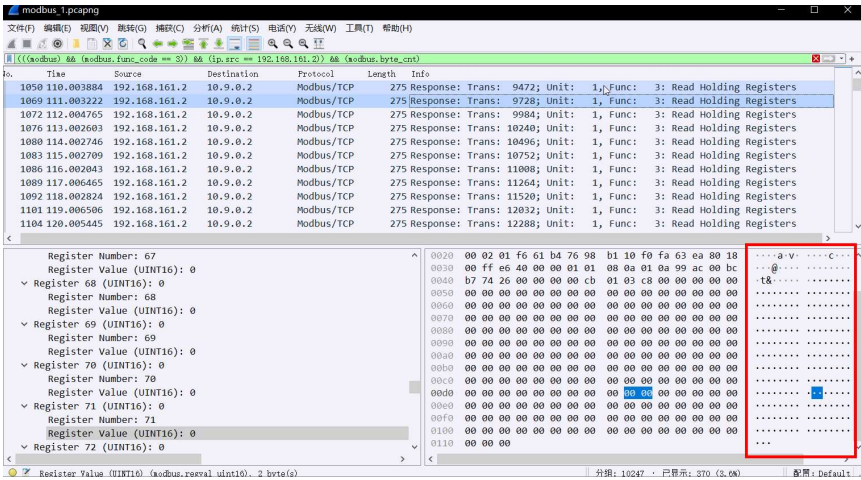 modbus_1.pcapng
文件(F) 编辑(E) 视图(V) 跳转(G) 捕获(C) 分析(A) 统计(S) 电话(Y) 无线(W) 工具(T) 帮助(H)
(((modbus) && (modbus.func_code == 3)) && (ip.src == 192.168.161.2)) && (modbus.byte_cnt)
No. Time Source Destination Protocol Length Info
1050 110.003884 192.168.161.2 10.9.0.2 Modbus/TCP 275 Response: Trans: 9472; Unit: 1, Func: 3: Read Holding Registers
1069 111.003222 192.168.161.2 10.9.0.2 Modbus/TCP 275 Response: Trans: 9728; Unit: 1, Func: 3: Read Holding Registers
1072 112.004765 192.168.161.2 10.9.0.2 Modbus/TCP 275 Response: Trans: 9984; Unit: 1, Func: 3: Read Holding Registers
1076 113.002603 192.168.161.2 10.9.0.2 Modbus/TCP 275 Response: Trans: 10240; Unit: 1, Func: 3: Read Holding Registers
1080 114.002746 192.168.161.2 10.9.0.2 Modbus/TCP 275 Response: Trans: 10496; Unit: 1, Func: 3: Read Holding Registers
1083 115.002709 192.168.161.2 10.9.0.2 Modbus/TCP 275 Response: Trans: 10752; Unit: 1, Func: 3: Read Holding Registers
1086 116.002043 192.168.161.2 10.9.0.2 Modbus/TCP 275 Response: Trans: 11008; Unit: 1, Func: 3: Read Holding Registers
1089 117.006465 192.168.161.2 10.9.0.2 Modbus/TCP 275 Response: Trans: 11264; Unit: 1, Func: 3: Read Holding Registers
1092 118.002824 192.168.161.2 10.9.0.2 Modbus/TCP 275 Response: Trans: 11520; Unit: 1, Func: 3: Read Holding Registers
1101 119.006506 192.168.161.2 10.9.0.2 Modbus/TCP 275 Response: Trans: 12032; Unit: 1, Func: 3: Read Holding Registers
1104 120.005445 192.168.161.2 10.9.0.2 Modbus/TCP 275 Response: Trans: 12288; Unit: 1, Func: 3: Read Holding Registers
Register Number: 67
Register Value (UINT16): 0
Register 68 (UINT16): 0
Register Number: 68
Register Value (UINT16): 0
Register 69 (UINT16): 0
Register Number: 69
Register Value (UINT16): 0
Register 70 (UINT16): 0
Register Number: 70
Register Value (UINT16): 0
Register 71 (UINT16): 0
Register Number: 71
Register Value (UINT16): 0
Register 72 (UINT16): 0
0020 00 02 01 f6 61 b4 76 98 b1 10 f0 fa 63 ea 80 18 ····a·v· ····c···
0030 00 ff e6 40 00 00 01 01 08 0a 01 0a 99 ac 00 bc ···@···· ········
0040 b7 74 26 00 00 00 00 cb 01 03 c8 00 00 00 00 00 ·t&····· ········
0050 00 00 00 00 00 00 00 00 00 00 00 00 00 00 00 00 ········ ········
0060 00 00 00 00 00 00 00 00 00 00 00 00 00 00 00 00 ········ ········
0070 00 00 00 00 00 00 00 00 00 00 00 00 00 00 00 00 ········ ········
0080 00 00 00 00 00 00 00 00 00 00 00 00 00 00 00 00 ········ ········
0090 00 00 00 00 00 00 00 00 00 00 00 00 00 00 00 00 ········ ········
00a0 00 00 00 00 00 00 00 00 00 00 00 00 00 00 00 00 ········ ········
00b0 00 00 00 00 00 00 00 00 00 00 00 00 00 00 00 00 ········ ········
00c0 00 00 00 00 00 00 00 00 00 00 00 00 00 00 00 00 ········ ········
00d0 00 00 00 00 00 00 00 00 00 00 00 00 00 00 00 00 ········ ········
00e0 00 00 00 00 00 00 00 00 00 00 00 00 00 00 00 00 ········ ········
00f0 00 00 00 00 00 00 00 00 00 00 00 00 00 00 00 00 ········ ········
0100 00 00 00 00 00 00 00 00 00 00 00 00 00 00 00 00 ········ ········
0110 00 00 00 ···
Register Value (UINT16) (modbus.regval_uint16), 2 byte(s)
分组: 10247 · 已显示: 370 (3.6%)
配置: Default